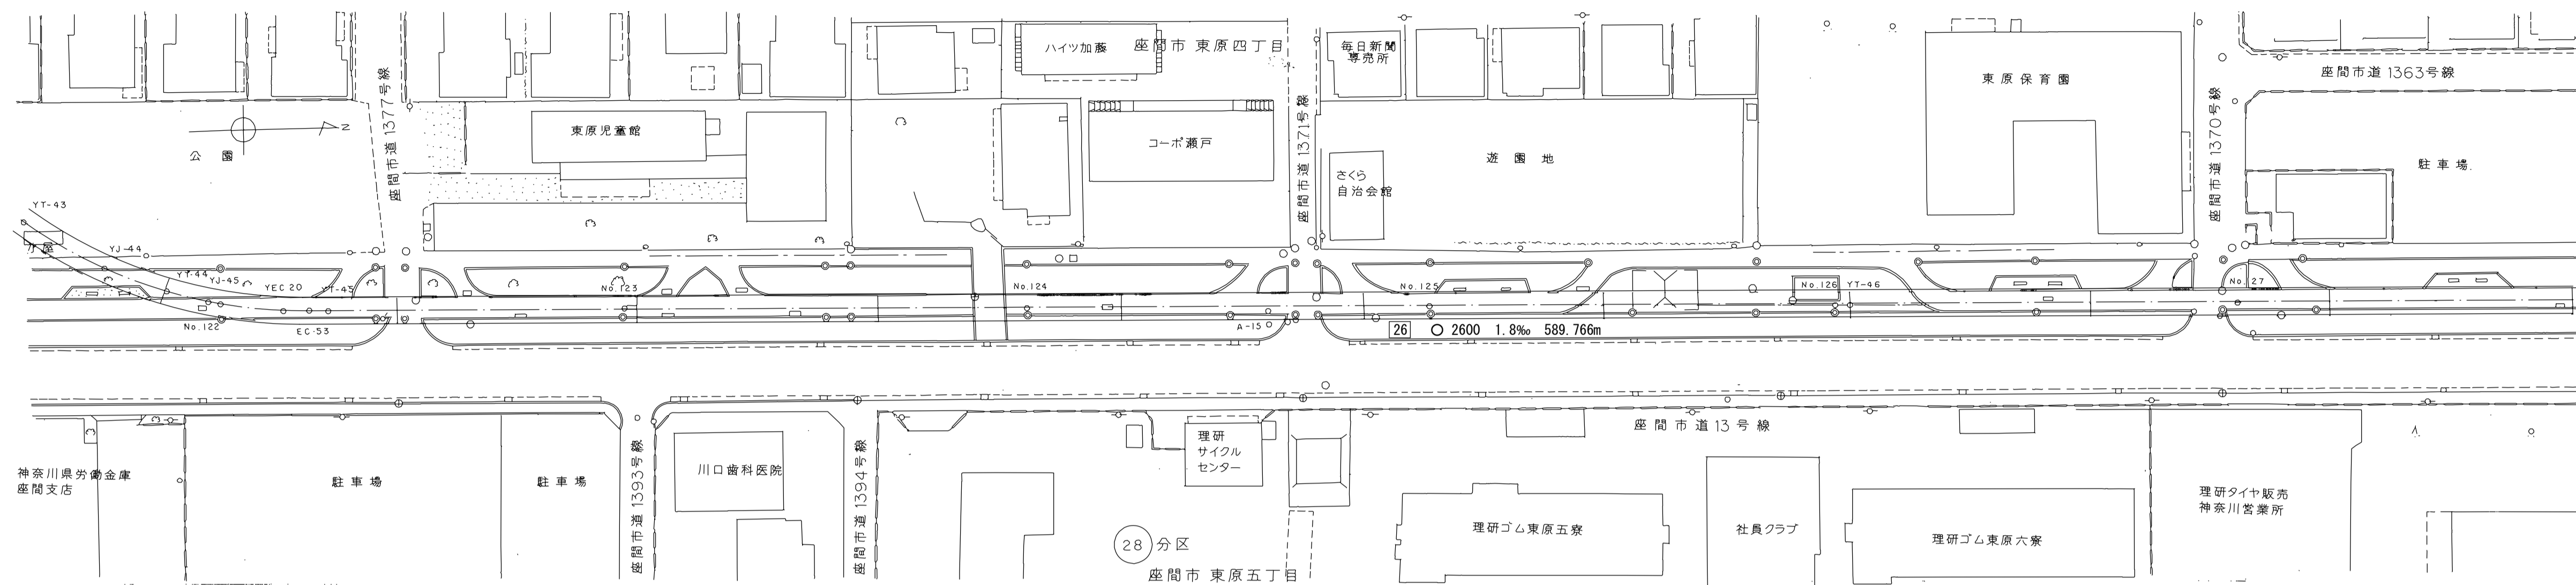 ハイツ加藤
座間市 東原四丁目
毎日新聞
専売所
東原保育園
座間市道1363号線
座間市道1377号線
東原児童館
コーポ瀬戸
座間市道1371号線
遊園地
座間市道1370号線
駐車場
N
公園
さくら
自治会館
YT-43
小屋
YJ-44
YT-44
YJ-45
YEC 20
YT-45
No.123
No.124
No.125
No.126
YT-46
No. 27
No.122
EC-53
A-15
26 ○ 2600 1.8‰ 589.766m
座間市道13号線
神奈川県労働金庫
座間支店
駐車場
駐車場
座間市道1393号線
川口歯科医院
座間市道1394号線
理研
サイクル
センター
理研ゴム東原五寮
社員クラブ
理研ゴム東原六寮
理研タイヤ販売
神奈川営業所
28 分区
座間市 東原五丁目